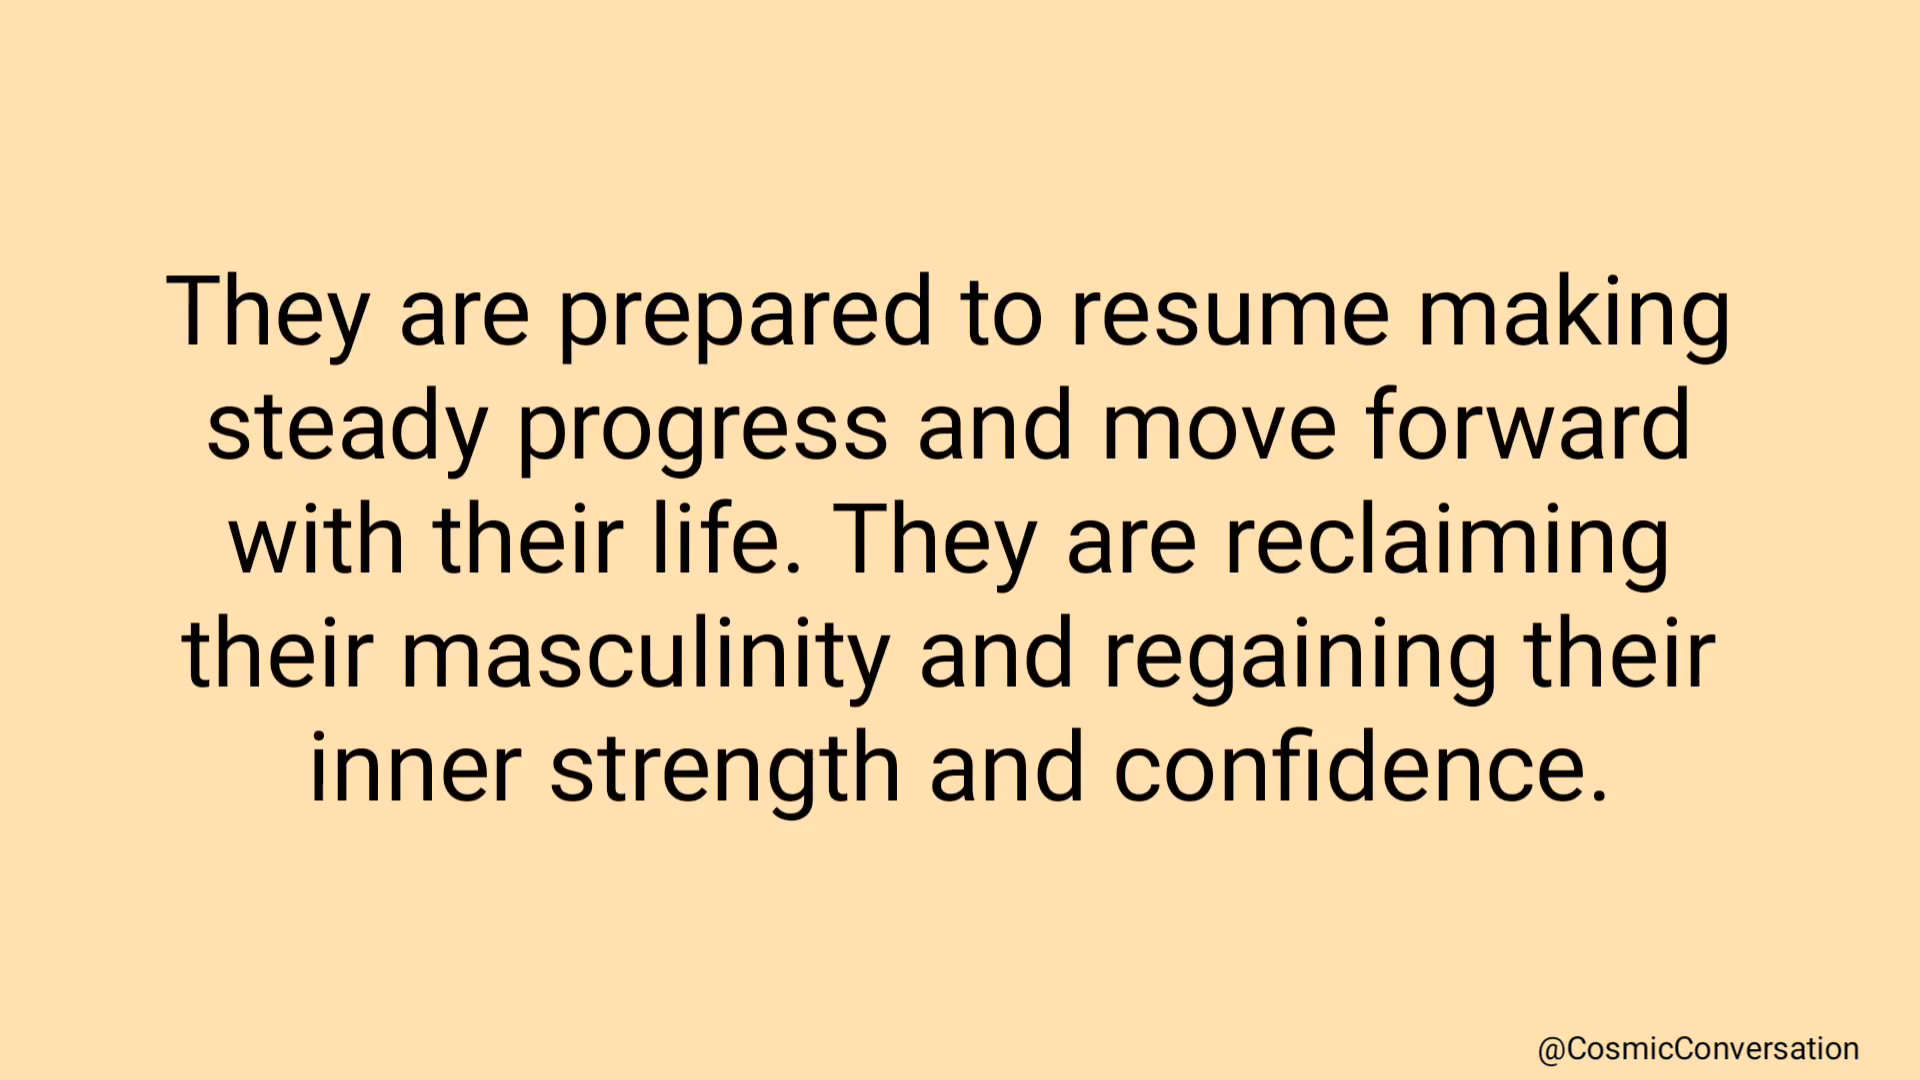 They are prepared to resume making
steady progress and move forward
with their life. They are reclaiming
their masculinity and regaining their
inner strength and confidence.
@CosmicConversation